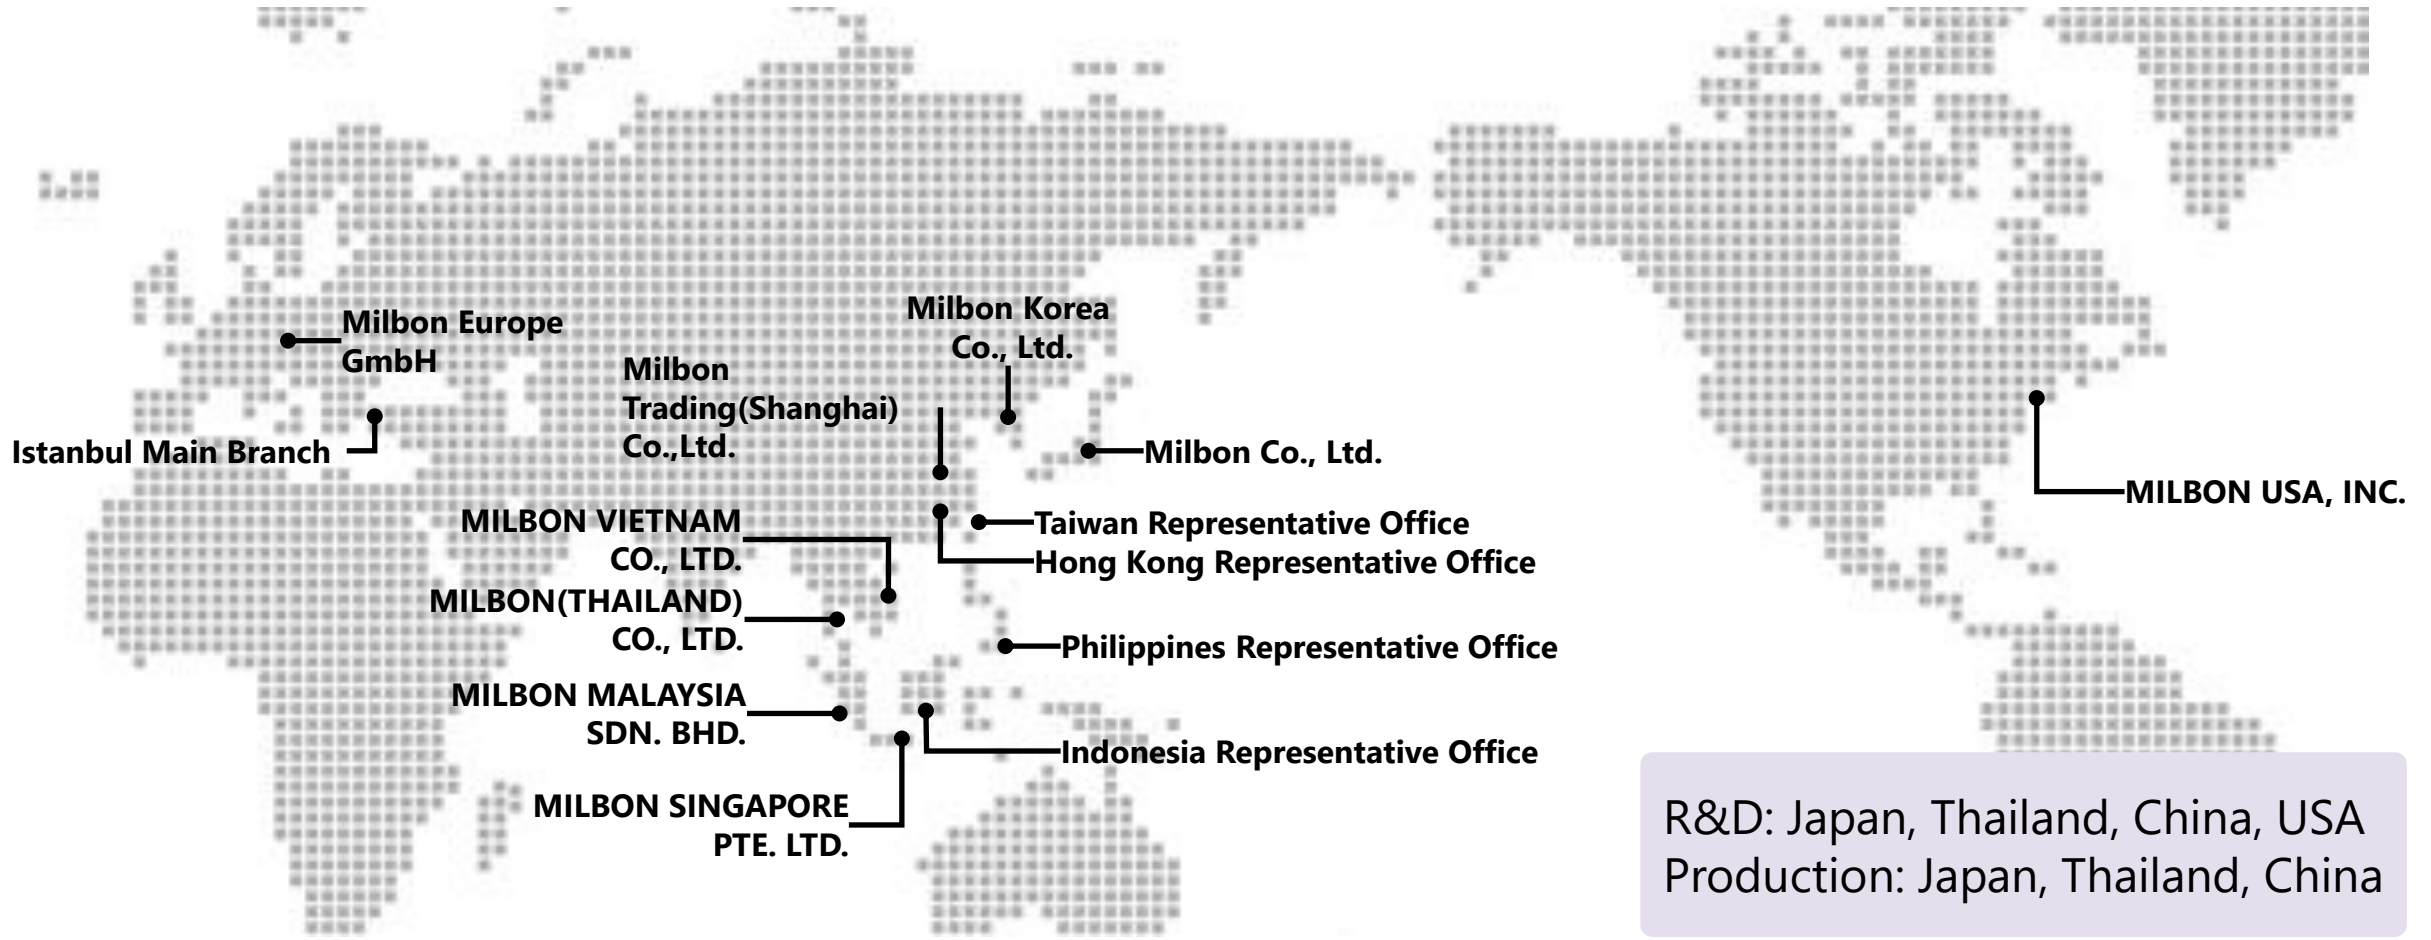 Milbon Europe
GmbH
Istanbul Main Branch
Milbon
Trading(Shanghai)
Co.,Ltd.
Milbon Korea
Co., Ltd.
Milbon Co., Ltd.
MILBON USA, INC.
MILBON VIETNAM
CO., LTD.
MILBON(THAILAND)
CO., LTD.
MILBON MALAYSIA
SDN. BHD.
MILBON SINGAPORE
PTE. LTD.
Taiwan Representative Office
Hong Kong Representative Office
Philippines Representative Office
Indonesia Representative Office
R&D: Japan, Thailand, China, USA
Production: Japan, Thailand, China